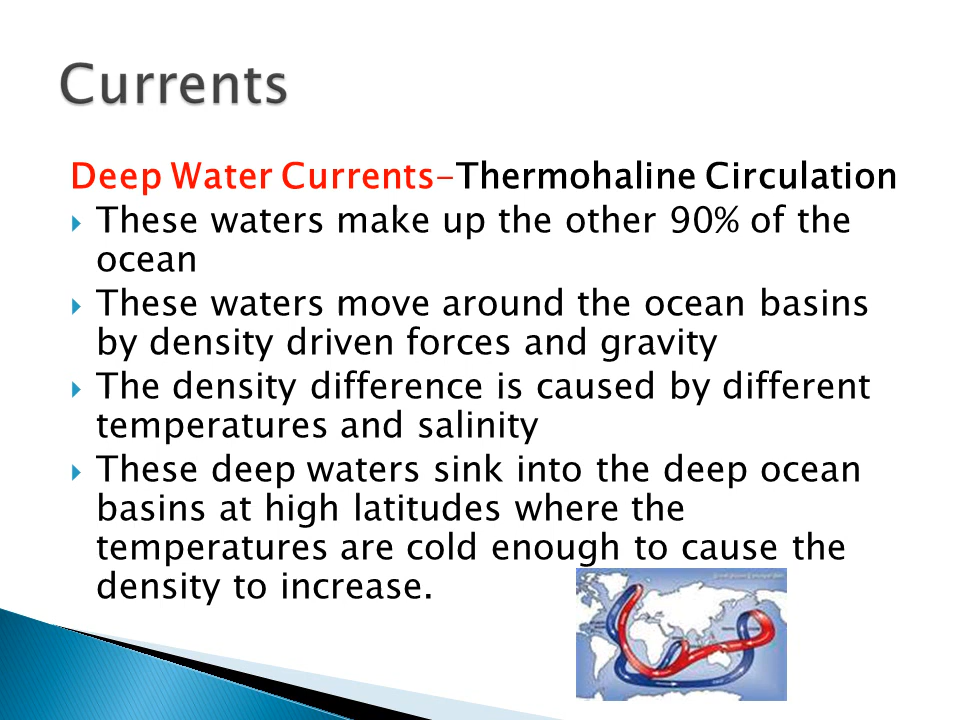 Currents
Deep Water Currents-Thermohaline Circulation
These waters make up the other 90% of the
ocean
These waters move around the ocean basins
by density driven forces and gravity
The density difference is caused by different
temperatures and salinity
These deep waters sink into the deep ocean
basins at high latitudes where the
temperatures are cold enough to cause the
density to increase.